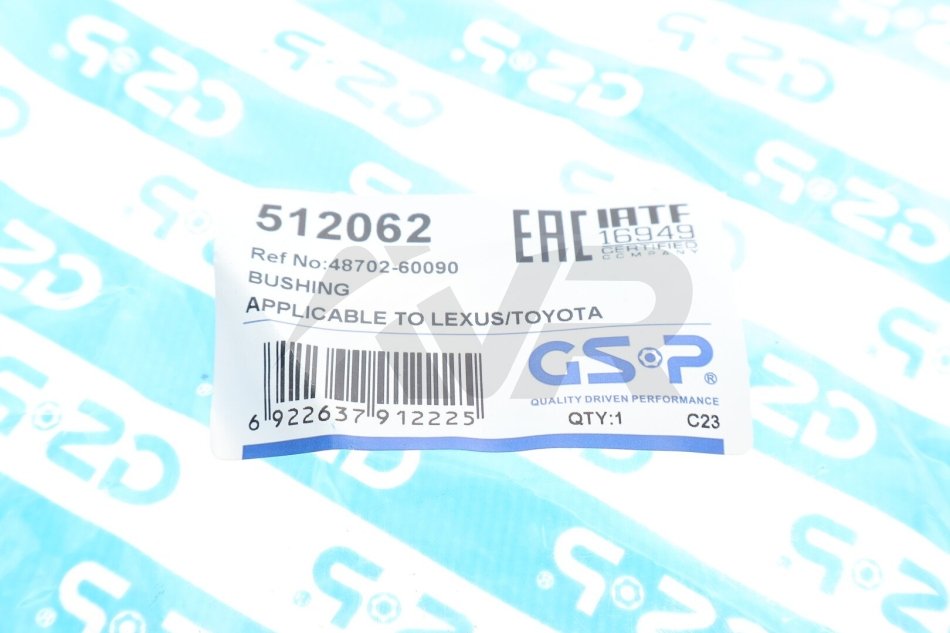 512062
EAC
IATF
16949
CERTIFIED
COMPANY
Ref No:48702-60090
BUSHING
APPLICABLE TO LEXUS/TOYOTA
GSP®
QUALITY DRIVEN PERFORMANCE
6 922637 912225
QTY:1
C23